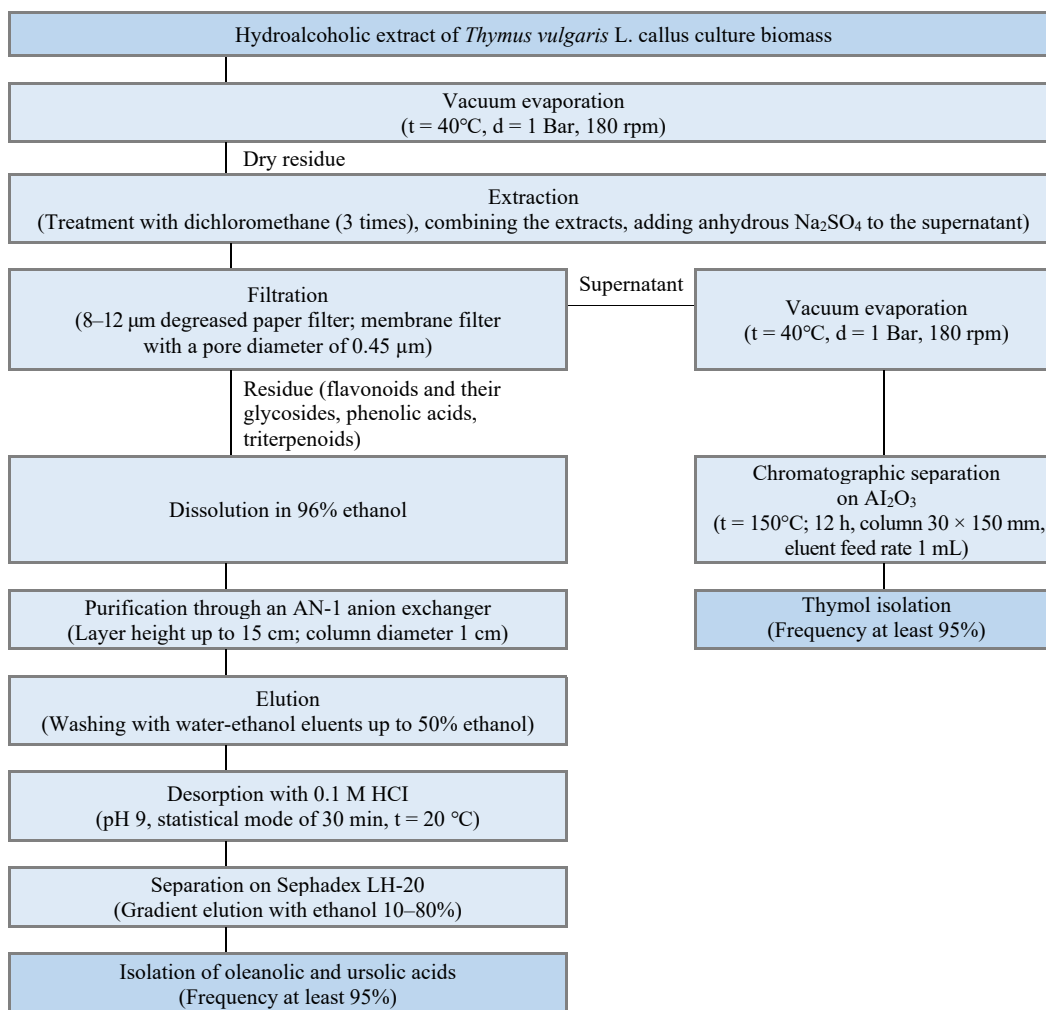 Hydroalcoholic extract of Thymus vulgaris L. callus culture biomass
Vacuum evaporation
(t = 40°C, d = 1 Bar, 180 rpm)
Dry residue
Extraction
(Treatment with dichloromethane (3 times), combining the extracts, adding anhydrous Na₂SO₄ to the supernatant)
Filtration
(8–12 μm degreased paper filter; membrane filter
with a pore diameter of 0.45 μm)
Supernatant
Vacuum evaporation
(t = 40°C, d = 1 Bar, 180 rpm)
Residue (flavonoids and their
glycosides, phenolic acids,
triterpenoids)
Dissolution in 96% ethanol
Chromatographic separation
on AI₂O₃
(t = 150°C; 12 h, column 30 × 150 mm,
eluent feed rate 1 mL)
Purification through an AN-1 anion exchanger
(Layer height up to 15 cm; column diameter 1 cm)
Thymol isolation
(Frequency at least 95%)
Elution
(Washing with water-ethanol eluents up to 50% ethanol)
Desorption with 0.1 M HCI
(pH 9, statistical mode of 30 min, t = 20 °C)
Separation on Sephadex LH-20
(Gradient elution with ethanol 10–80%)
Isolation of oleanolic and ursolic acids
(Frequency at least 95%)